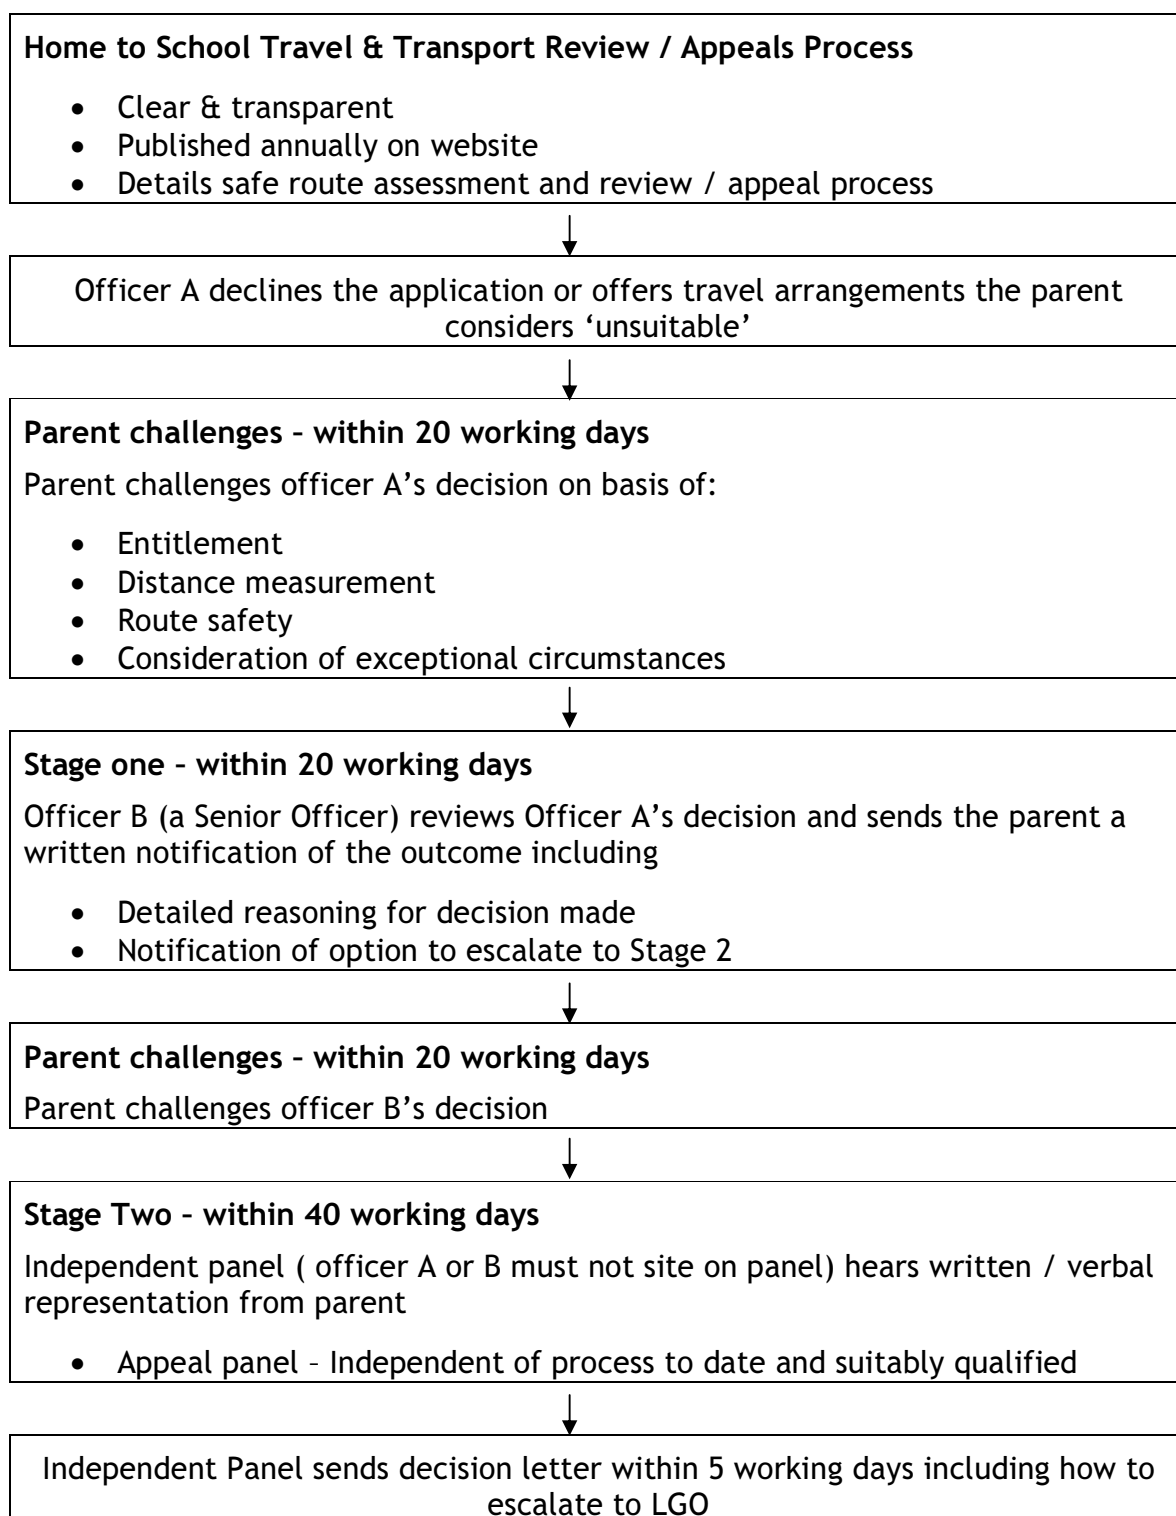 Home to School Travel & Transport Review / Appeals Process
• Clear & transparent
• Published annually on website
• Details safe route assessment and review / appeal process
Officer A declines the application or offers travel arrangements the parent
considers ‘unsuitable’
Parent challenges – within 20 working days
Parent challenges officer A’s decision on basis of:
• Entitlement
• Distance measurement
• Route safety
• Consideration of exceptional circumstances
Stage one – within 20 working days
Officer B (a Senior Officer) reviews Officer A’s decision and sends the parent a
written notification of the outcome including
• Detailed reasoning for decision made
• Notification of option to escalate to Stage 2
Parent challenges – within 20 working days
Parent challenges officer B’s decision
Stage Two – within 40 working days
Independent panel ( officer A or B must not site on panel) hears written / verbal
representation from parent
• Appeal panel – Independent of process to date and suitably qualified
Independent Panel sends decision letter within 5 working days including how to
escalate to LGO